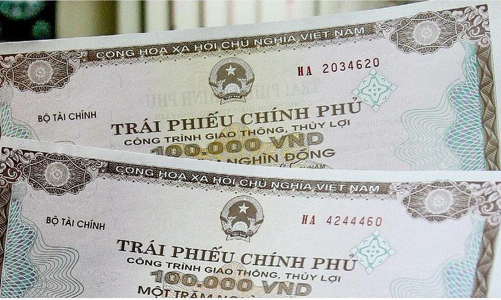 CỘNG HÒA XÃ HỘI CHỦ NGHĨA VIỆT NAM
HA 2034620
BỘ TÀI CHÍNH
TRÁI PHIẾU CHÍNH PHỦ
CÔNG TRÌNH GIAO THÔNG, THỦY LỢI
100.000 VND
NGHÌN ĐỒNG
CỘNG HÒA XÃ HỘI CHỦ NGHĨA VIỆT NAM
HA 4244460
BỘ TÀI CHÍNH
TRÁI PHIẾU CHÍNH PHỦ
CÔNG TRÌNH GIAO THÔNG, THỦY LỢI
100.000 VND
MỘT TRĂM